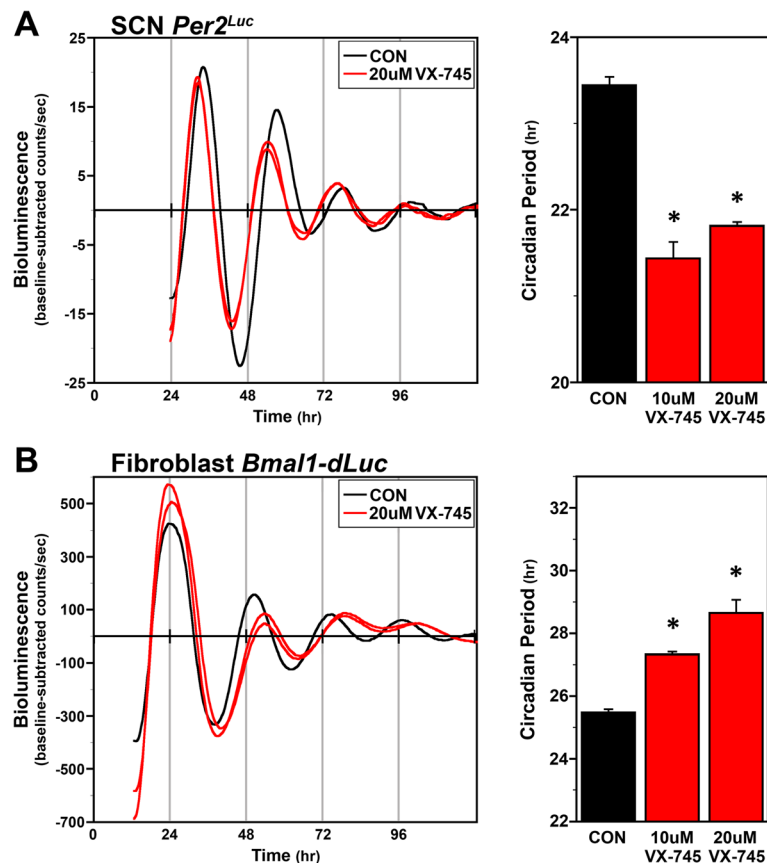 A
SCN Per2Luc
25
15
5
-5
-15
-25
Bioluminescence
(baseline-subtracted counts/sec)
CON
20uM VX-745
0 24 48 72 96
Time (hr)
24
22
20
Circadian Period (hr)
*
*
CON 10uM VX-745 20uM VX-745
B
Fibroblast Bmal1-dLuc
500
300
100
-100
-300
-500
-700
Bioluminescence
(baseline-subtracted counts/sec)
CON
20uM VX-745
0 24 48 72 96
Time (hr)
32
30
28
26
24
22
Circadian Period (hr)
*
*
CON 10uM VX-745 20uM VX-745